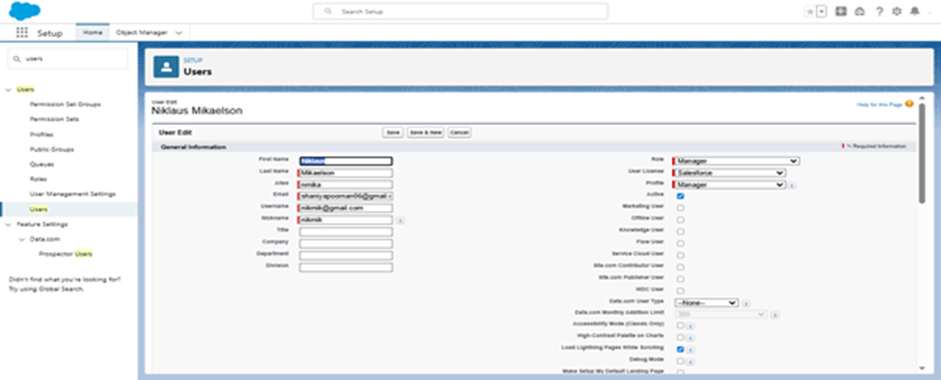 Search Setup
Setup
Home
Object Manager
users
Users
Permission Set Groups
Permission Sets
Profiles
Public Groups
Queues
Roles
User Management Settings
Users
Feature Settings
Data.com
Prospector Users
Didn't find what you're looking for?
Try using Global Search.
SETUP
Users
User Edit
Niklaus Mikaelson
Help for this Page
User Edit
Save
Save & New
Cancel
General Information
= Required Information
First Name
Niklaus
Last Name
Mikaelson
Alias
nmika
Email
Username
nikmik@gmail.com
Nickname
nikmik
Title
Company
Department
Division
Role
Manager
User License
Salesforce
Profile
Manager
Active
Marketing User
Offline User
Knowledge User
Flow User
Service Cloud User
Site.com Contributor User
Site.com Publisher User
WDC User
Data.com User Type
--None--
Data.com Monthly Addition Limit
300
Accessibility Mode (Classic Only)
High-Contrast Palette on Charts
Load Lightning Pages While Scrolling
Debug Mode
Make Setup My Default Landing Page